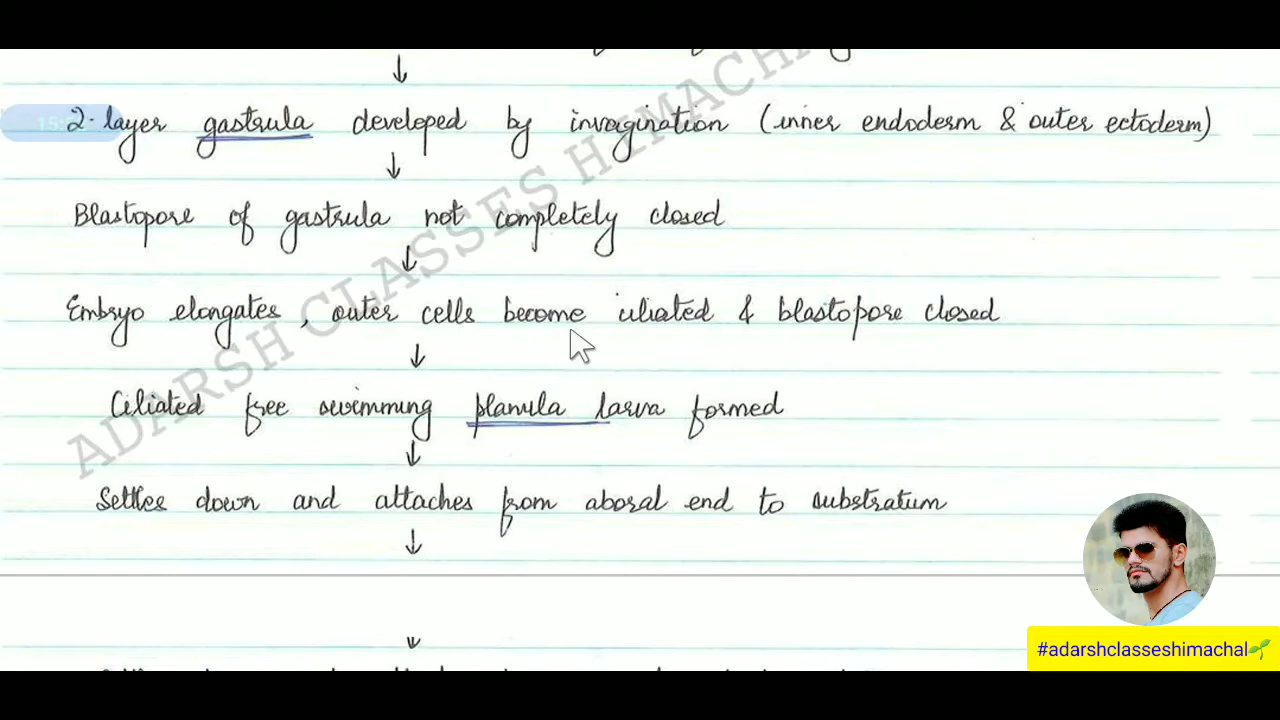 2-layer gastrula developed by invagination (inner endoderm & outer ectoderm)
Blastopore of gastrula not completely closed
Embryo elongates, outer cells become ciliated & blastopore closed
Ciliated free swimming planula larva formed
Settles down and attaches from aboral end to substratum
ADARSH CLASSES HIMACHAL
#adarshclasseshimachal🌱